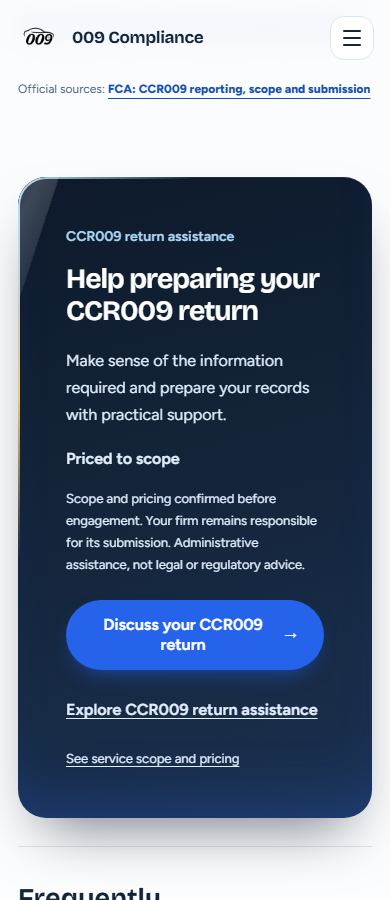 009 009 Compliance
Official sources: FCA: CCR009 reporting, scope and submission
CCR009 return assistance
Help preparing your
CCR009 return
Make sense of the information
required and prepare your records
with practical support.
Priced to scope
Scope and pricing confirmed before
engagement. Your firm remains responsible
for its submission. Administrative
assistance, not legal or regulatory advice.
Discuss your CCR009 →
return
Explore CCR009 return assistance
See service scope and pricing
Frequently